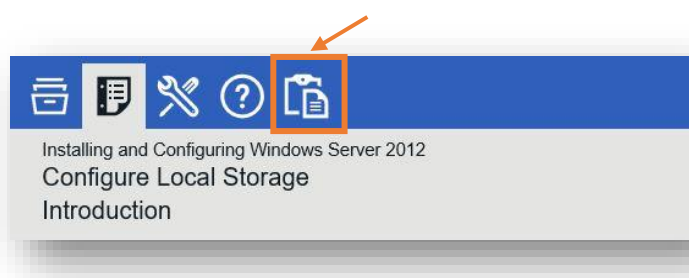 Installing and Configuring Windows Server 2012
Configure Local Storage
Introduction